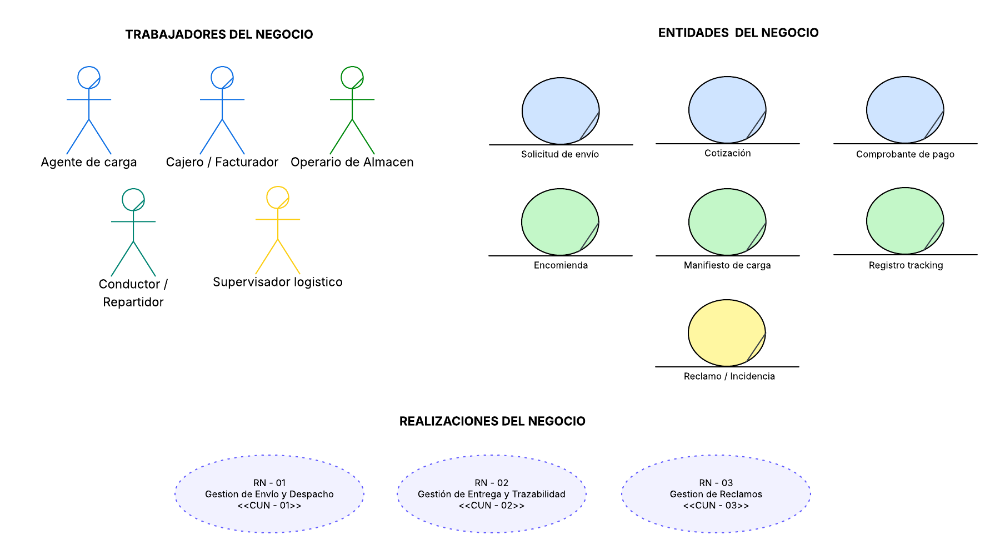 TRABAJADORES DEL NEGOCIO
Agente de carga
Cajero / Facturador
Operario de Almacen
Conductor /
Repartidor
Supervisador logistico
ENTIDADES DEL NEGOCIO
Solicitud de envío
Cotización
Comprobante de pago
Encomienda
Manifiesto de carga
Registro tracking
Reclamo / Incidencia
REALIZACIONES DEL NEGOCIO
RN - 01
Gestion de Envío y Despacho
<<CUN - 01>>
RN - 02
Gestión de Entrega y Trazabilidad
<<CUN - 02>>
RN - 03
Gestion de Reclamos
<<CUN - 03>>